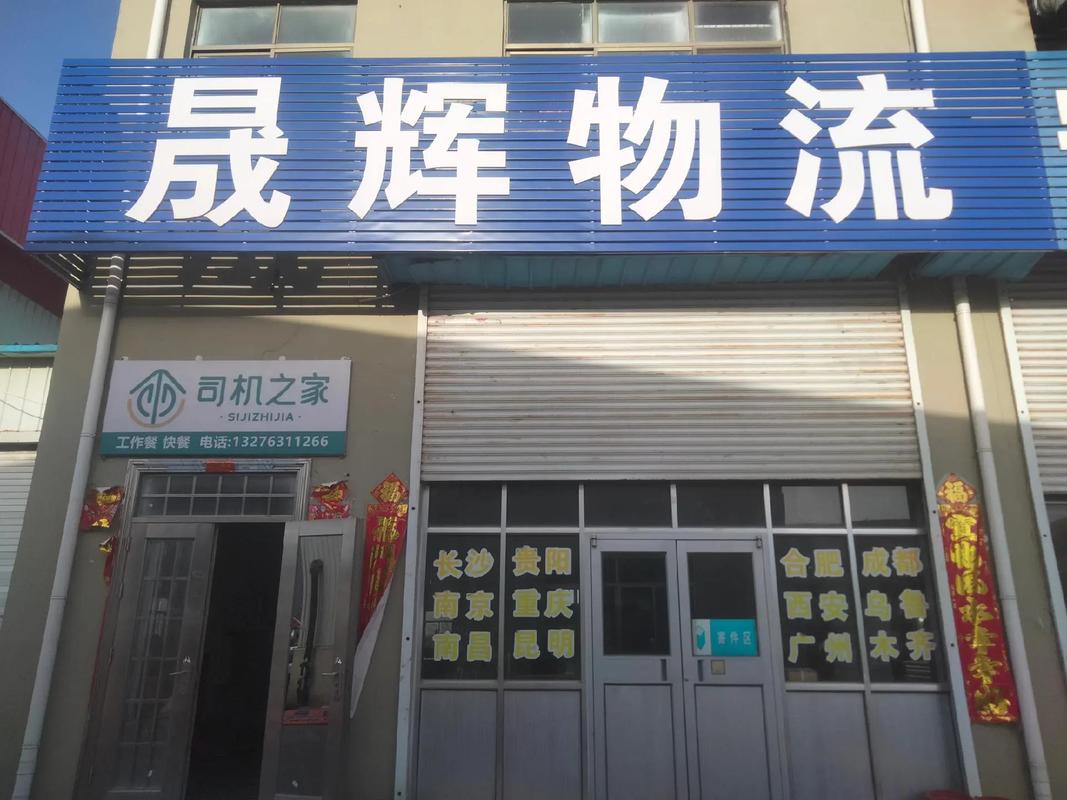 晟辉物流
司机之家
·SIJIZHIJIA·
工作餐 快餐 电话:13276311266
福
福
长沙 贵阳
南京 重庆
南昌 昆明
寄件区
合肥 成都
西安 乌鲁
广州 木齐